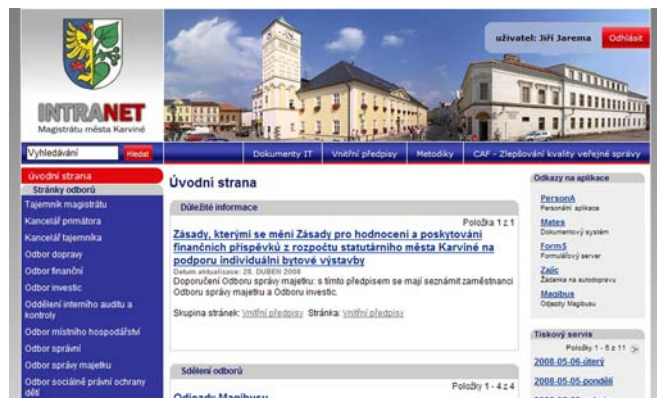 uživatel: Jiří Jarema
Odhlásit
INTRANET
Magistrátu města Karviné
Vyhledávání
Hledat
Dokumenty IT
Vnitřní předpisy
Metodiky
CAF - Zlepšování kvality veřejné správy
úvodní strana
Stránky odborů
Tajemník magistrátu
Kancelář primátora
Kancelář tajemníka
Odbor dopravy
Odbor finanční
Odbor investic
Oddělení interního auditu a
kontroly
Odbor místního hospodářství
Odbor správní
Odbor správy majetku
Odbor sociálně právní ochrany
dětí
Úvodní strana
Důležité informace
Položka 1 z 1
Zásady, kterými se mění Zásady pro hodnocení a poskytování
finančních příspěvků z rozpočtu statutárního města Karviné na
podporu individuální bytové výstavby
Datum aktualizace: 28. DUBEN 2008
Doporučení Odboru správy majetku: s tímto předpisem se mají seznámit zaměstnanci
Odboru správy majetku a Odboru investic.
Skupina stránek: Vnitřní předpisy Stránka: Vnitřní předpisy
Sdělení odborů
Položky 1 - 4 z 4
Odjezdy Magibusu
Odkazy na aplikace
PersonA
Personální aplikace
Mates
Dokumentový systém
Form5
Formulářový server
Zajic
Žádanka na autodopravu
Magibus
Odjezdy Magibusu
Tiskový servis
Položky 1 - 5 z 11
2008-05-06-úterý
2008-05-05-pondělí